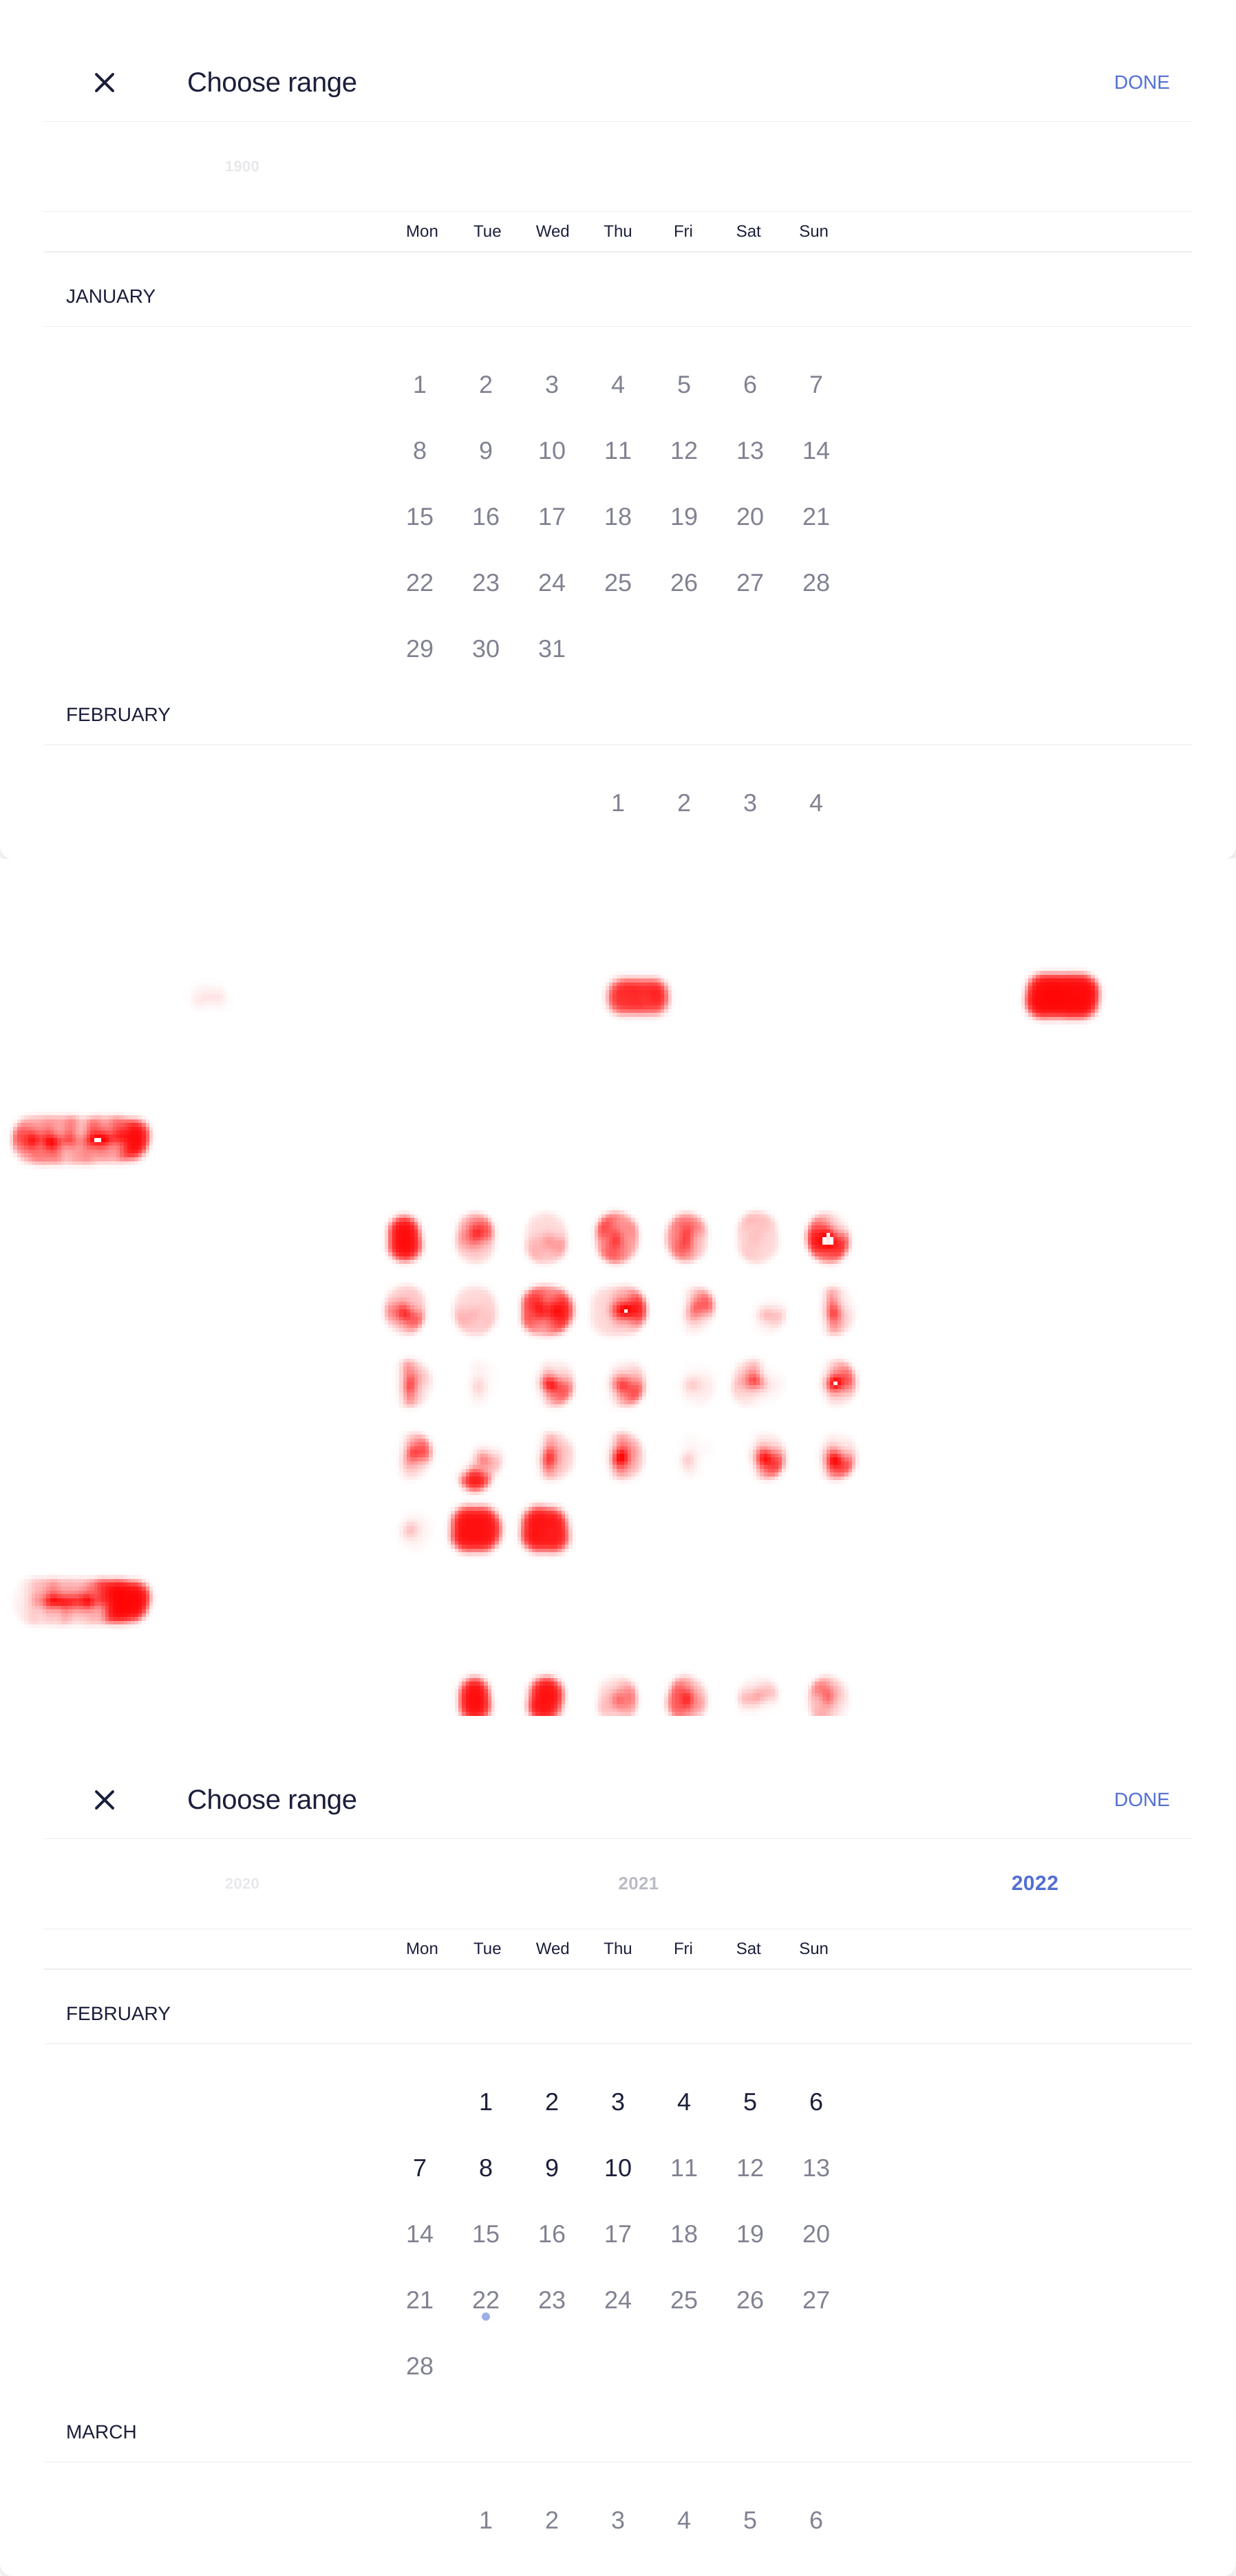 Choose range DONE
1900
Mon Tue Wed Thu Fri Sat Sun
JANUARY
1 2 3 4 5 6 7
8 9 10 11 12 13 14
15 16 17 18 19 20 21
22 23 24 25 26 27 28
29 30 31
FEBRUARY
1 2 3 4
Choose range DONE
2020 2021 2022
Mon Tue Wed Thu Fri Sat Sun
FEBRUARY
1 2 3 4 5 6
7 8 9 10 11 12 13
14 15 16 17 18 19 20
21 22 23 24 25 26 27
28
MARCH
1 2 3 4 5 6